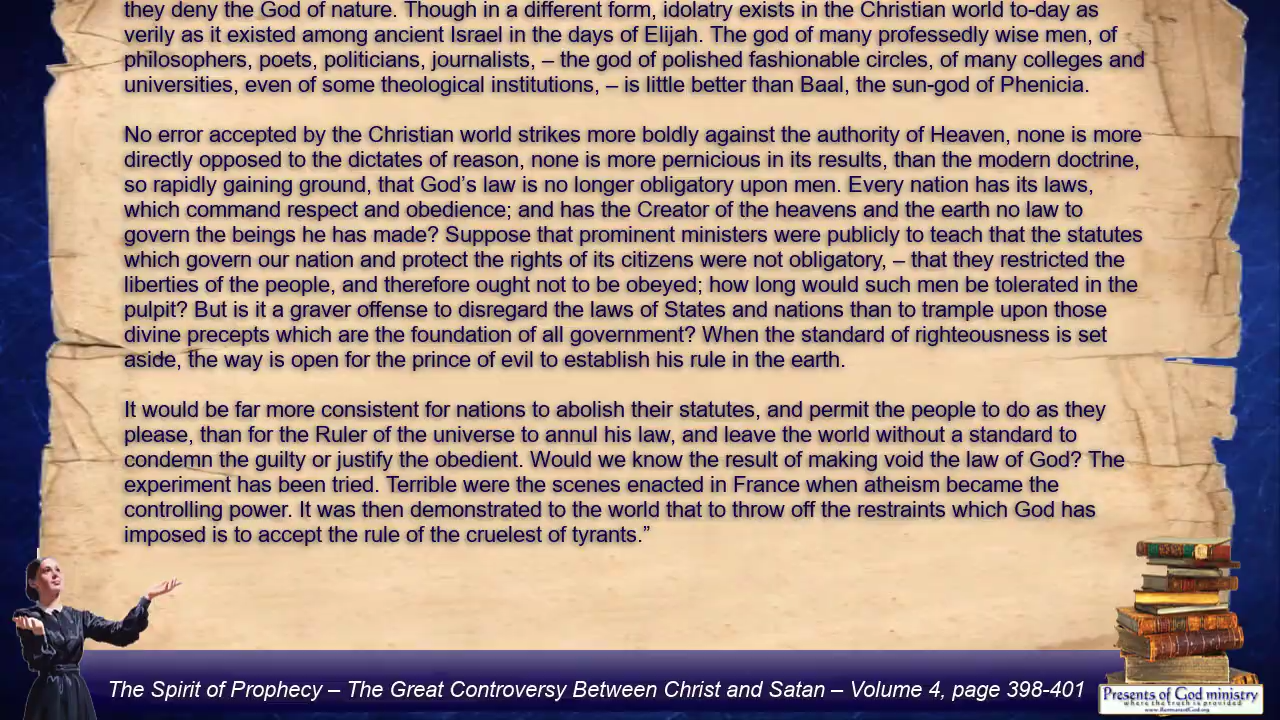 they deny the God of nature. Though in a different form, idolatry exists in the Christian world to-day as
verily as it existed among ancient Israel in the days of Elijah. The god of many professedly wise men, of
philosophers, poets, politicians, journalists, – the god of polished fashionable circles, of many colleges and
universities, even of some theological institutions, – is little better than Baal, the sun-god of Phenicia.
No error accepted by the Christian world strikes more boldly against the authority of Heaven, none is more
directly opposed to the dictates of reason, none is more pernicious in its results, than the modern doctrine,
so rapidly gaining ground, that God’s law is no longer obligatory upon men. Every nation has its laws,
which command respect and obedience; and has the Creator of the heavens and the earth no law to
govern the beings he has made? Suppose that prominent ministers were publicly to teach that the statutes
which govern our nation and protect the rights of its citizens were not obligatory, – that they restricted the
liberties of the people, and therefore ought not to be obeyed; how long would such men be tolerated in the
pulpit? But is it a graver offense to disregard the laws of States and nations than to trample upon those
divine precepts which are the foundation of all government? When the standard of righteousness is set
aside, the way is open for the prince of evil to establish his rule in the earth.
It would be far more consistent for nations to abolish their statutes, and permit the people to do as they
please, than for the Ruler of the universe to annul his law, and leave the world without a standard to
condemn the guilty or justify the obedient. Would we know the result of making void the law of God? The
experiment has been tried. Terrible were the scenes enacted in France when atheism became the
controlling power. It was then demonstrated to the world that to throw off the restraints which God has
imposed is to accept the rule of the cruelest of tyrants.”
The Spirit of Prophecy – The Great Controversy Between Christ and Satan – Volume 4, page 398-401
Presents of God ministry
where the truth is provided